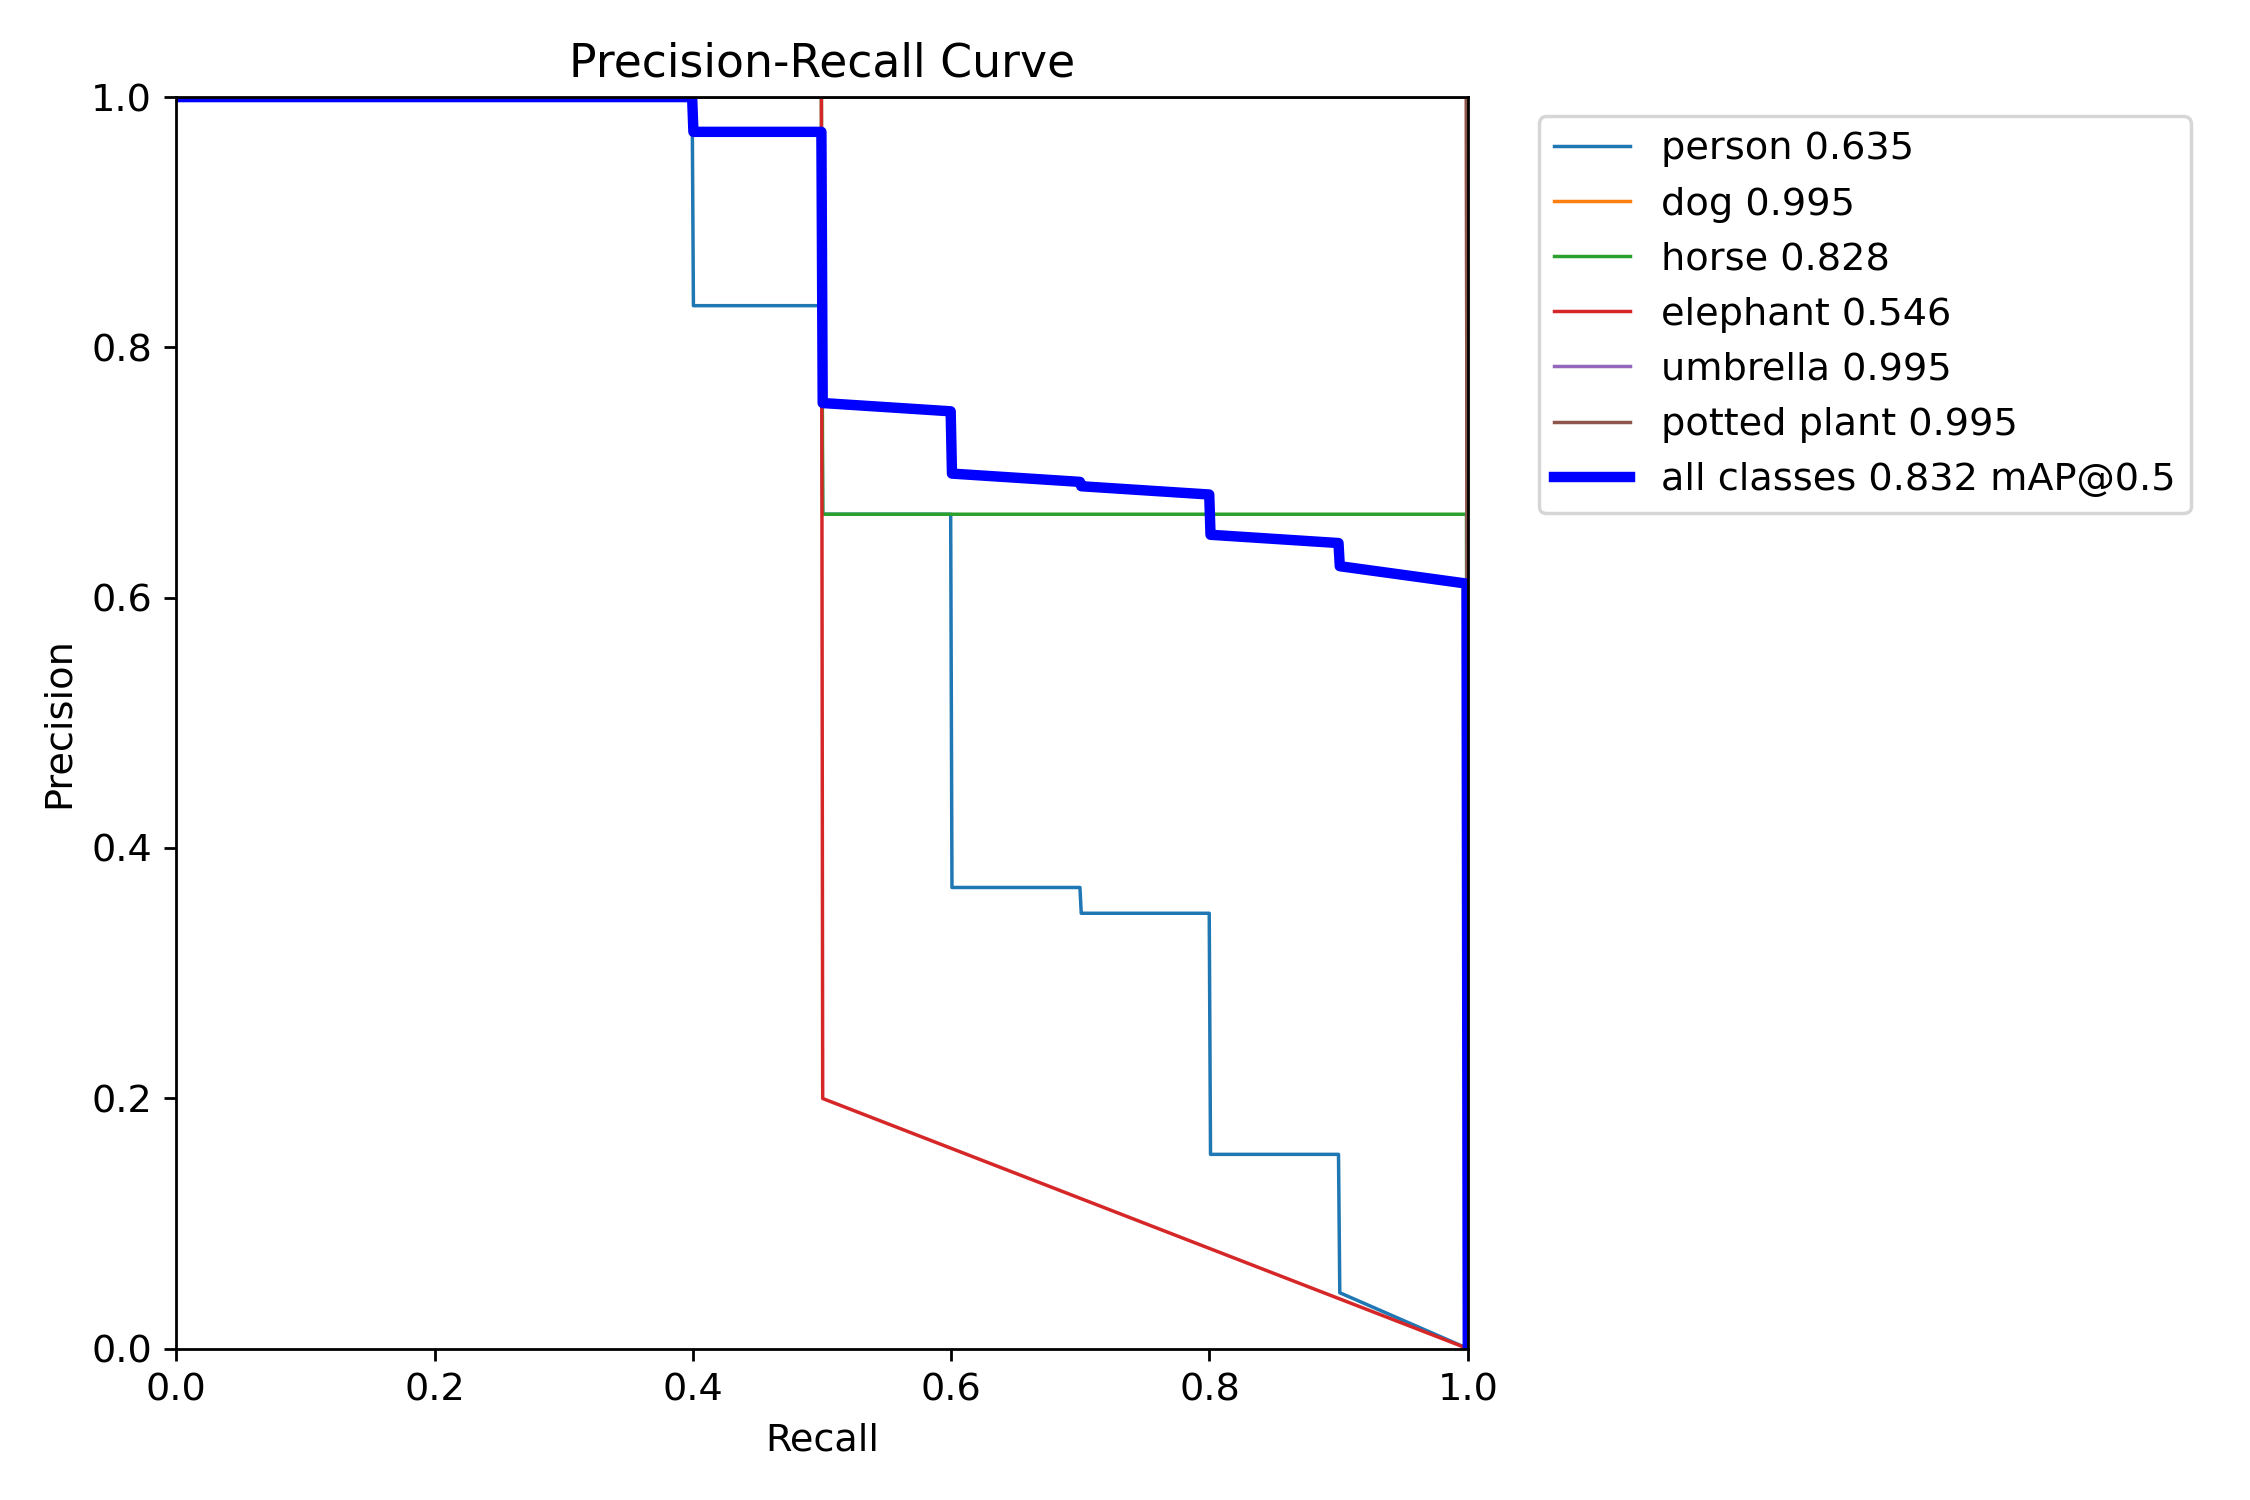 Precision-Recall Curve
1.0
0.8
0.6
0.4
0.2
0.0
Precision
0.0 0.2 0.4 0.6 0.8 1.0
Recall
person 0.635
dog 0.995
horse 0.828
elephant 0.546
umbrella 0.995
potted plant 0.995
all classes 0.832 mAP@0.5